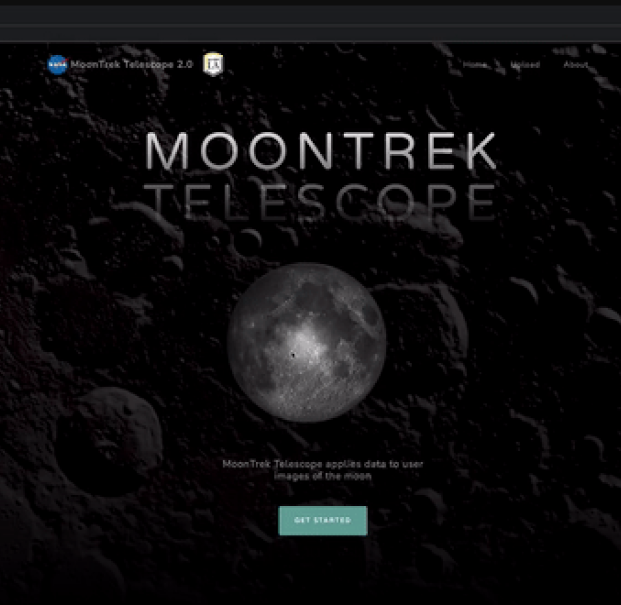 NASA MoonTrek Telescope 2.0 LA
Home Upload About
MOONTREK
TELESCOPE
MoonTrek Telescope applies data to user
images of the moon
GET STARTED